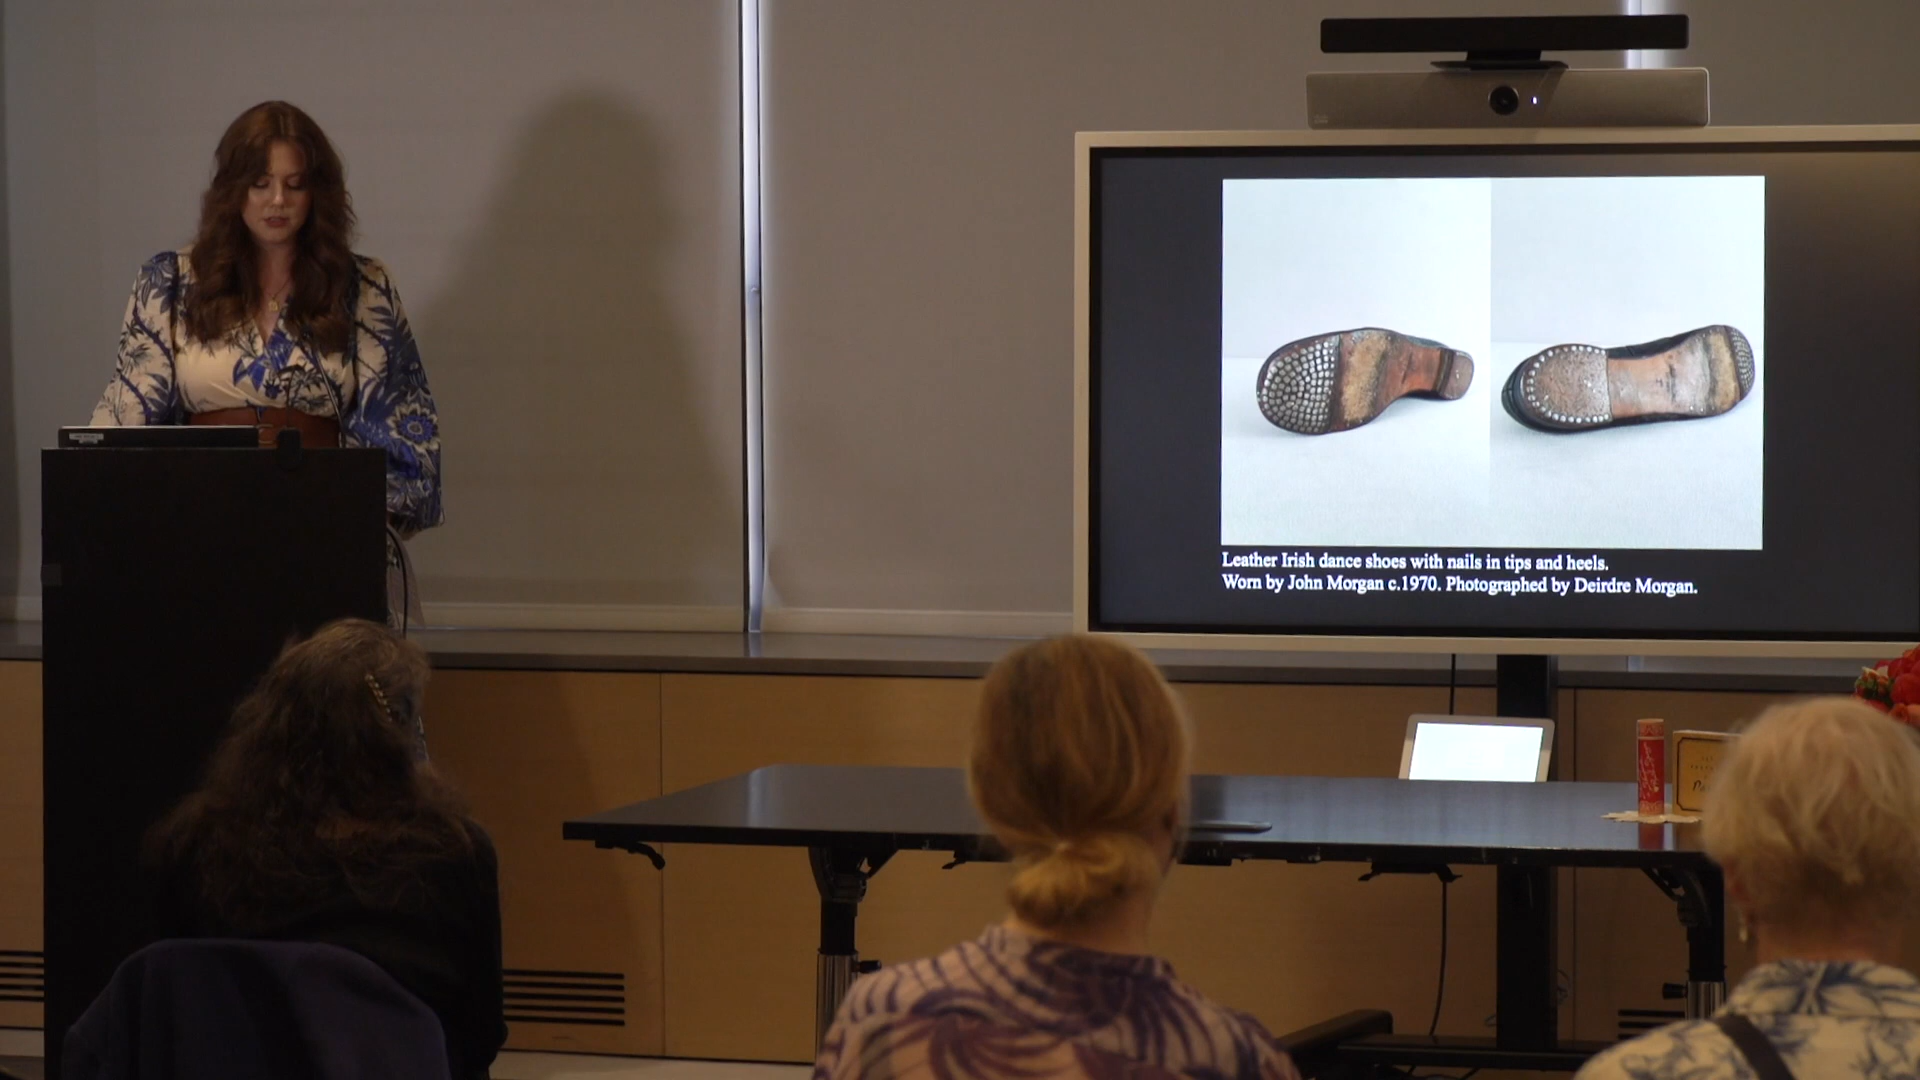 Leather Irish dance shoes with nails in tips and heels.
Worn by John Morgan c.1970. Photographed by Deirdre Morgan.